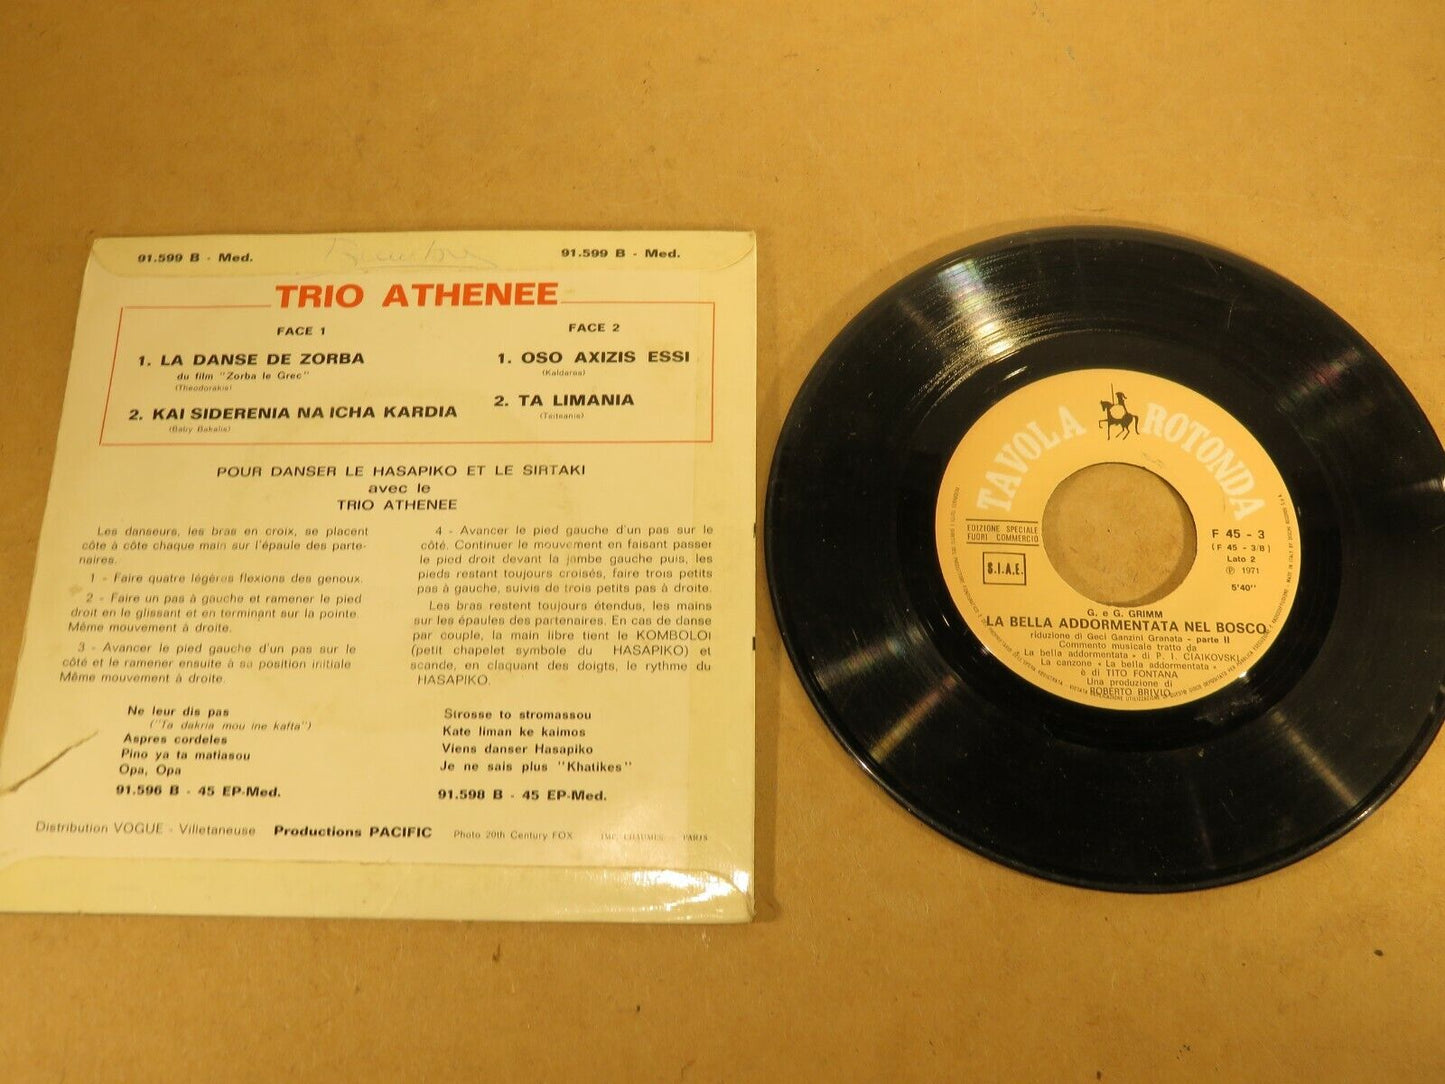 91.599 B - Med.
91.599 B - Med.
TRIO ATHENEE
FACE 1
1. LA DANSE DE ZORBA
du film "Zorba le Grec"
(Theodorakis)
2. KAI SIDERENIA NA ICHA KARDIA
(Baby Bakalis)
FACE 2
1. OSO AXIZIS ESSI
(Kaldaras)
2. TA LIMANIA
(Tsitsanis)
POUR DANSER LE HASAPIKO ET LE SIRTAKI
avec le
TRIO ATHENEE
Les danseurs, les bras en croix, se placent
côte à côte chaque main sur l'épaule des parte-
naires.
1 - Faire quatre légères flexions des genoux.
2 - Faire un pas à gauche et ramener le pied
droit en le glissant et en terminant sur la pointe.
Même mouvement à droite.
3 - Avancer le pied gauche d'un pas sur le
côté et le ramener ensuite à sa position initiale
Même mouvement à droite.
4 - Avancer le pied gauche d'un pas sur le
côté. Continuer le mouvement en faisant passer
le pied droit devant la jambe gauche puis, les
pieds restant toujours croisés, faire trois petits
pas à gauche, suivis de trois petits pas à droite.
Les bras restent toujours étendus, les mains
sur les épaules des partenaires. En cas de danse
par couple, la main libre tient le KOMBOLOI
(petit chapelet symbole du HASAPIKO) et
scande, en claquant des doigts, le rythme du
HASAPIKO.
Ne leur dis pas
("Ta dakria mou ine kafta")
Aspres cordeles
Pino ya ta matiasou
Opa, Opa
91.596 B - 45 EP-Med.
Strosse to stromassou
Kate liman ke kaimos
Viens danser Hasapiko
Je ne sais plus "Khatikes"
91.598 B - 45 EP-Med.
Distribution VOGUE - Villetaneuse Productions PACIFIC Photo 20th Century FOX IMP. CHAUMES - PARIS
TAVOLA ROTONDA
EDIZIONE SPECIALE
FUORI COMMERCIO
S.I.A.E.
F 45 - 3
(F 45 - 3/B)
Lato 2
℗ 1971
5'40''
G. e G. GRIMM
LA BELLA ADDORMENTATA NEL BOSCO
riduzione di Geci Ganzini Granata - parte II
Commento musicale tratto da
La bella addormentata - di P. I. CIAIKOVSKI
La canzone « La bella addormentata »
è di TITO FONTANA
Una produzione di
ROBERTO BRIVIO